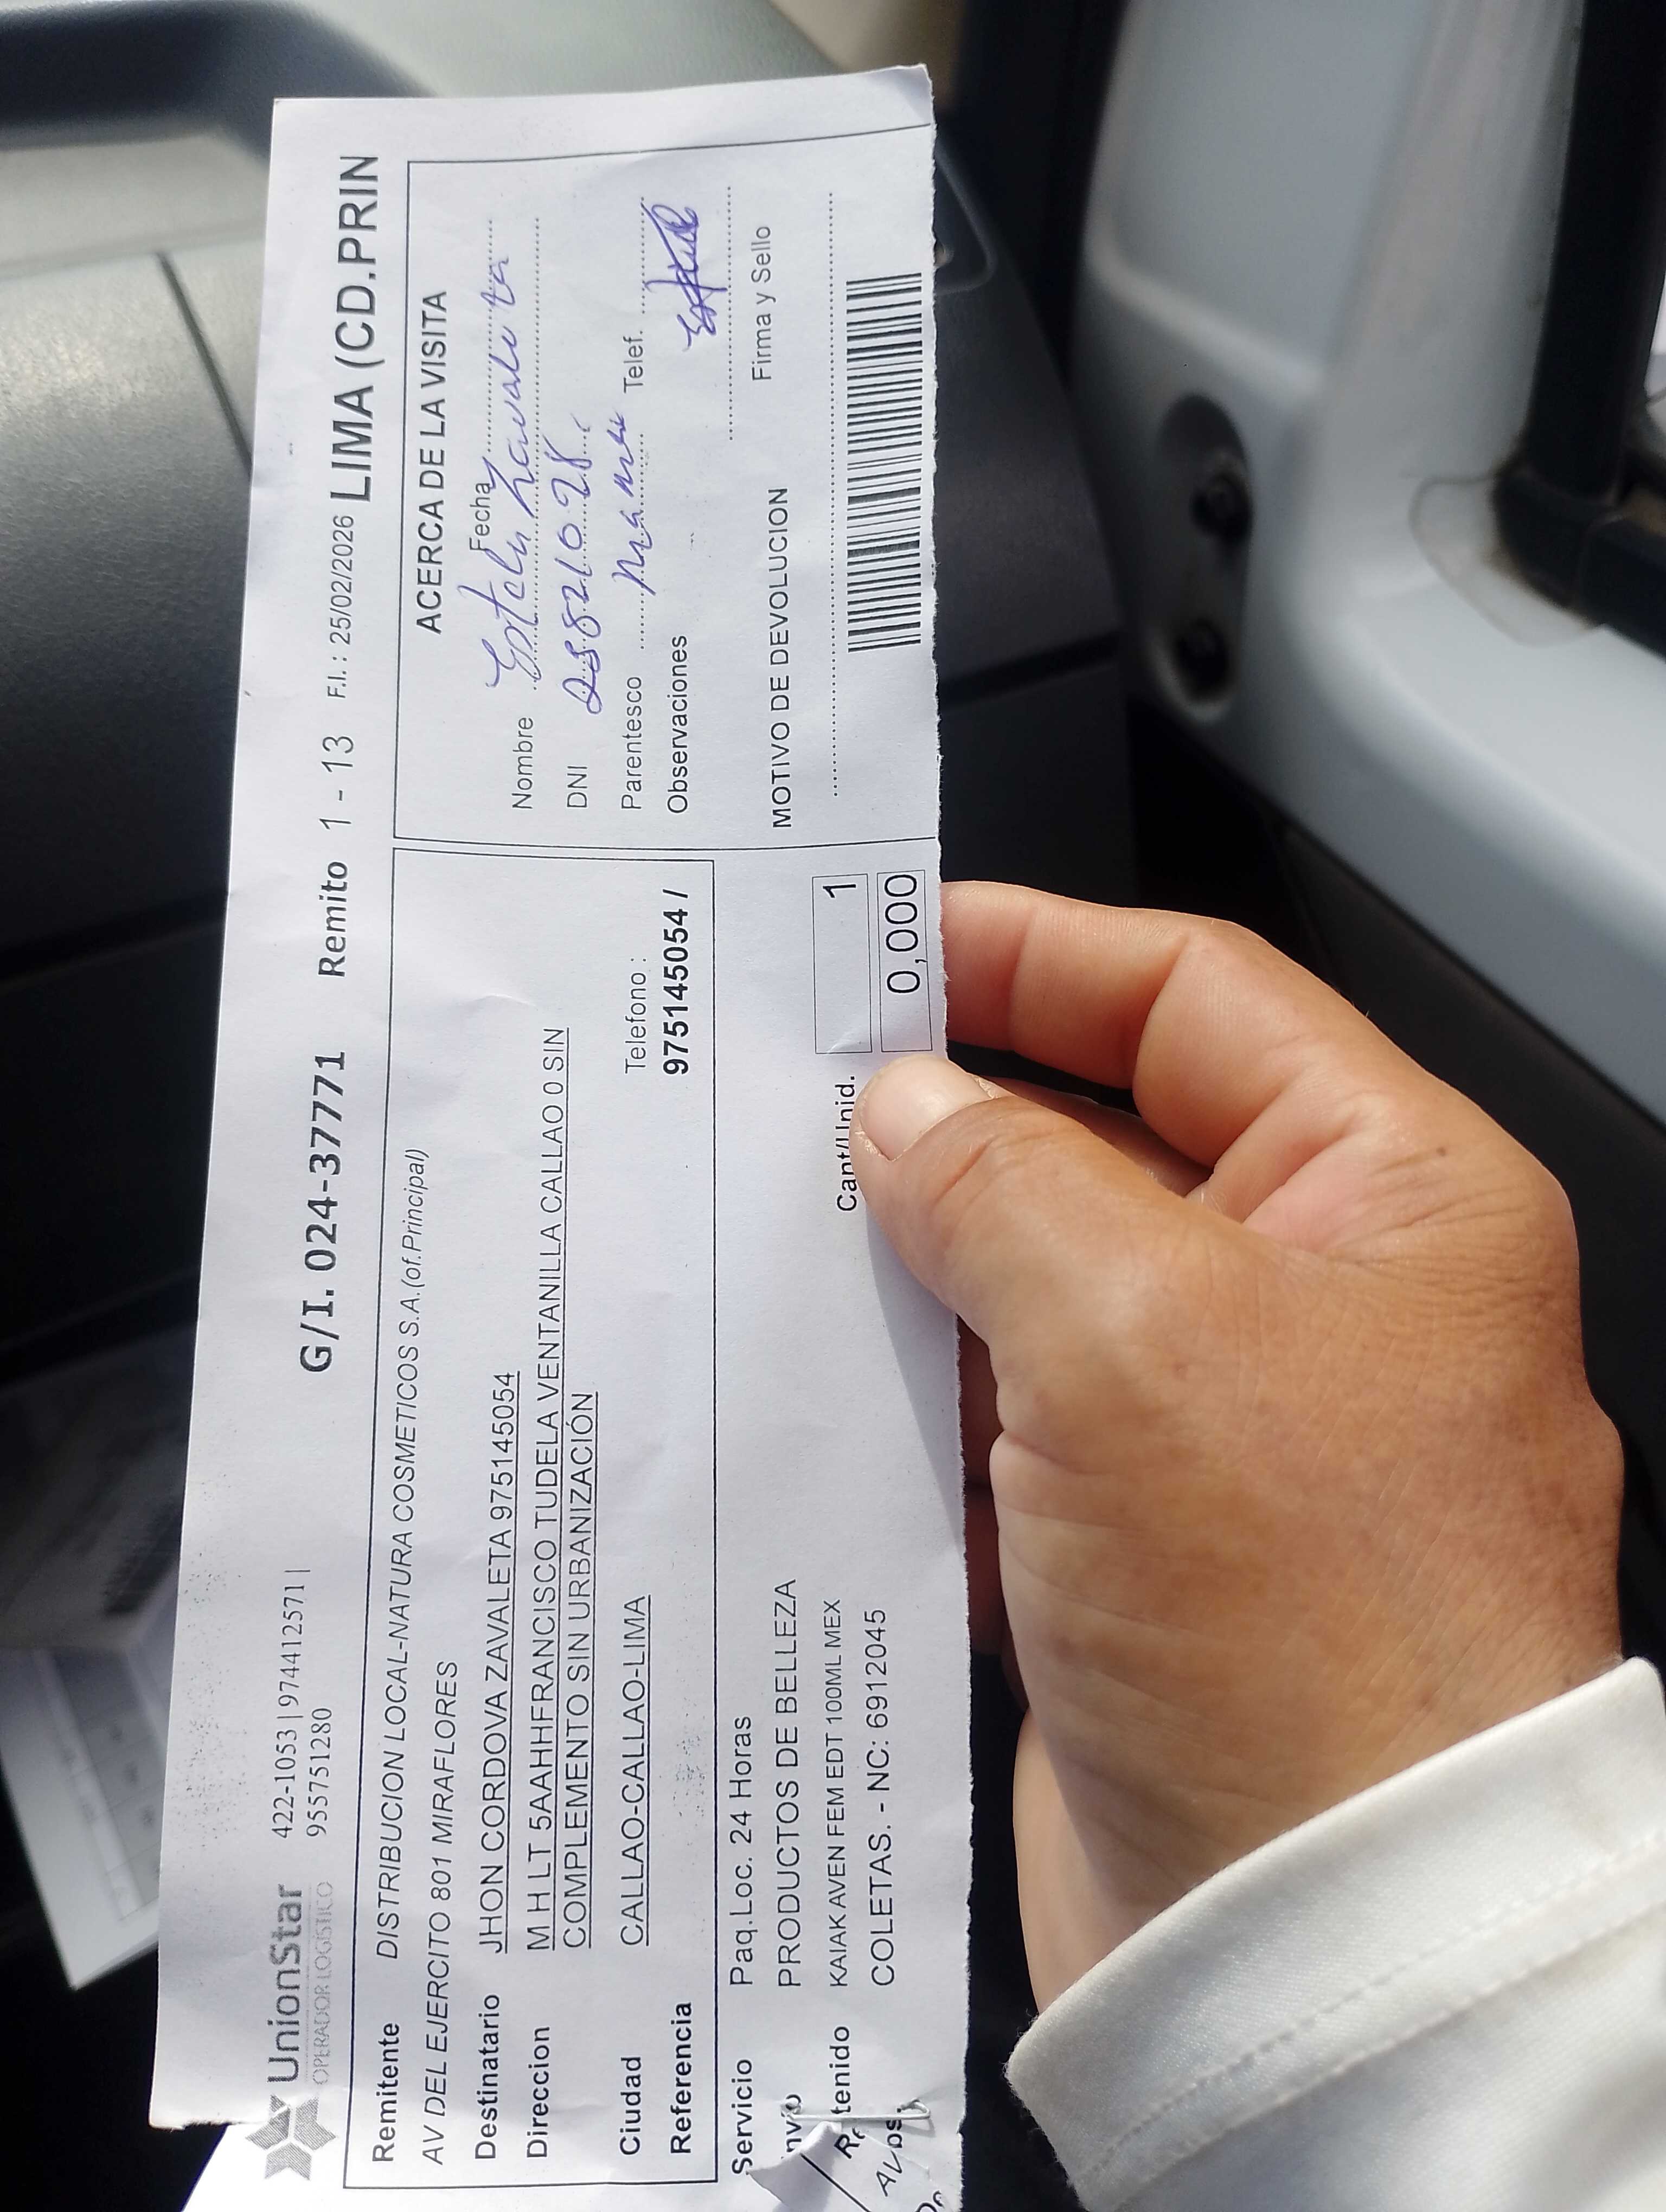 UnionStar
OPERADOR LOGISTICO
422-1053 | 974412571 |
955751280
G/I. 024-37771 Remito 1 - 13 F.I.: 25/02/2026 LIMA (CD.PRIN
Remitente DISTRIBUCION LOCAL-NATURA COSMETICOS S.A.(of.Principal)
AV DEL EJERCITO 801 MIRAFLORES
Destinatario JHON CORDOVA ZAVALETA 975145054
Direccion M H LT 5AAHHFRANCISCO TUDELA VENTANILLA CALLAO 0 SIN
COMPLEMENTO SIN URBANIZACIÓN
Ciudad CALLAO-CALLAO-LIMA
Telefono :
Referencia 975145054 /
Servicio Paq.Loc. 24 Horas
nvío PRODUCTOS DE BELLEZA
tenido KAIAK AVEN FEM EDT 100ML MEX
COLETAS. - NC: 6912045
Cant/Unid. 1
0,000
ACERCA DE LA VISITA
Fecha
Nombre Zavaleta
DNI
Parentesco mamá Telef.
Observaciones
Firma y Sello
MOTIVO DE DEVOLUCION